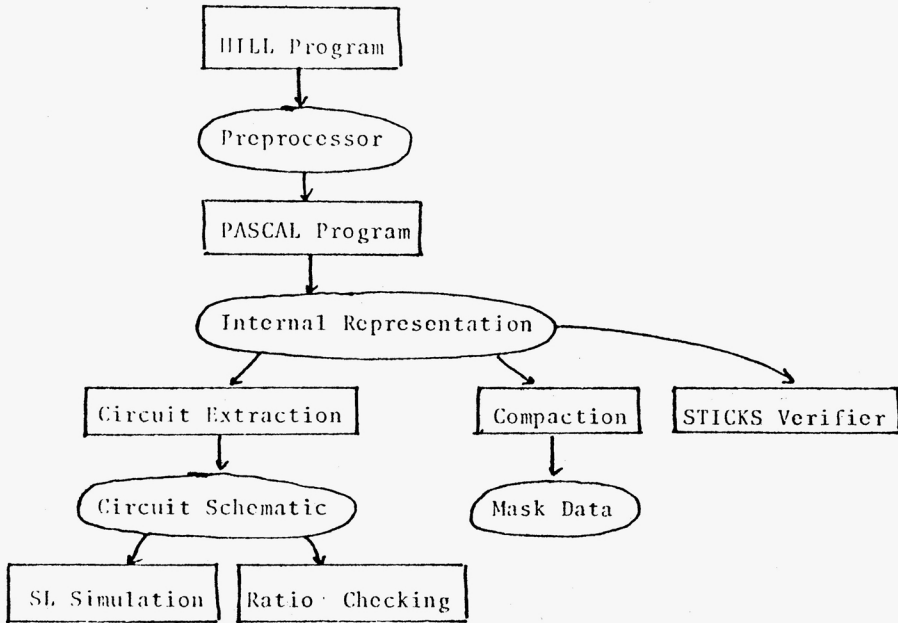 HILL Program
Preprocessor
PASCAL Program
Internal Representation
Circuit Extraction
Compaction
STICKS Verifier
Circuit Schematic
Mask Data
SL Simulation
Ratio Checking